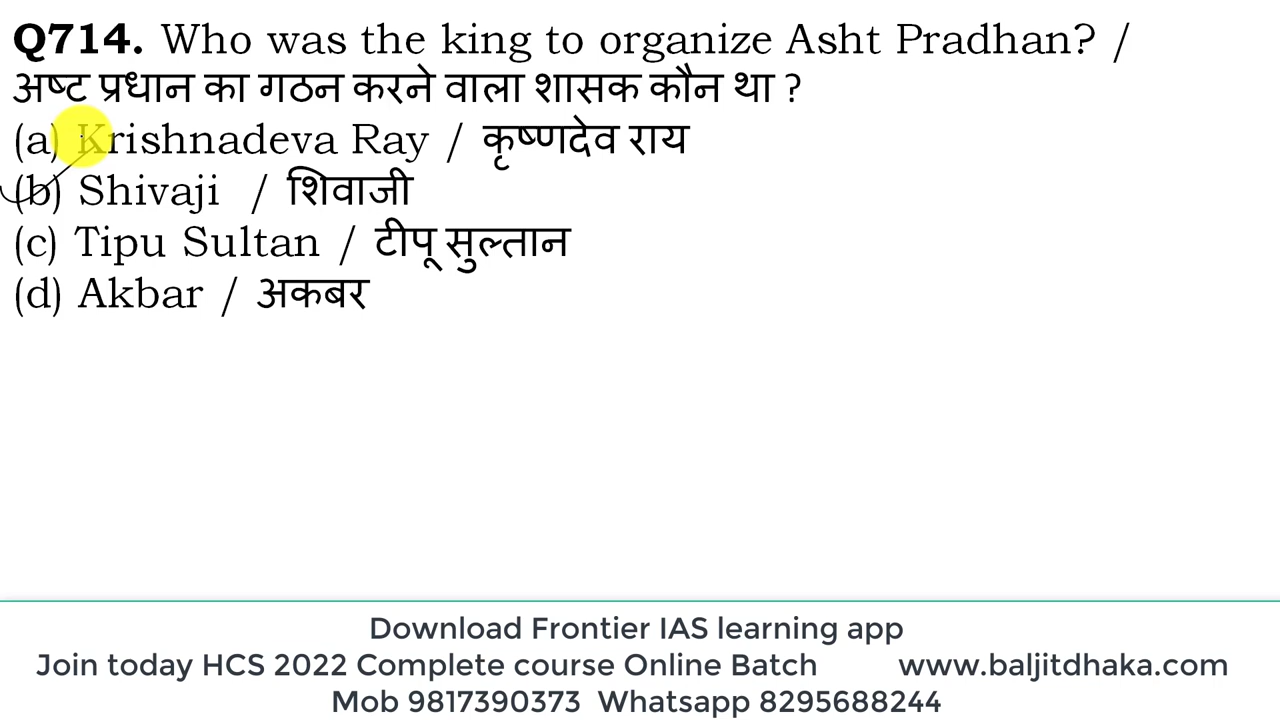 Q714. Who was the king to organize Asht Pradhan? /
अष्ट प्रधान का गठन करने वाला शासक कौन था ?
(a) Krishnadeva Ray / कृष्णदेव राय
(b) Shivaji / शिवाजी
(c) Tipu Sultan / टीपू सुल्तान
(d) Akbar / अकबर
Download Frontier IAS learning app
Join today HCS 2022 Complete course Online Batch www.baljitdhaka.com
Mob 9817390373 Whatsapp 8295688244